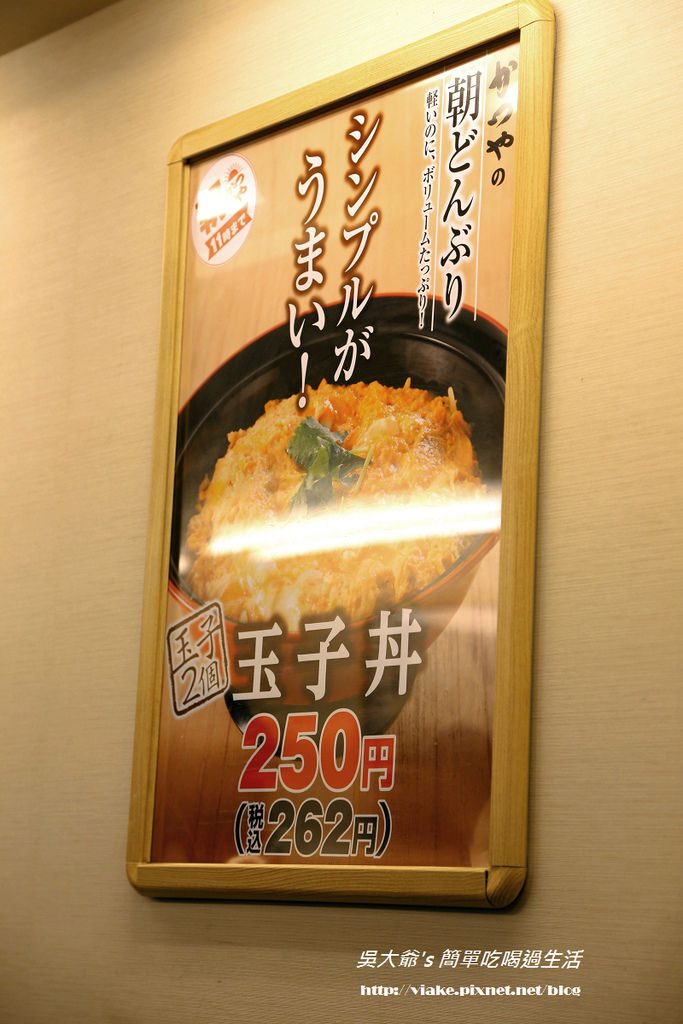 かつやの
朝どんぶり
軽いのに、ボリュームたっぷり!
シンプルが
うまい!
11時まで
玉子
2個
玉子丼
250円
(税込262円)
吳大爺's 簡單吃喝過生活
http://viake.pixnet.net/blog